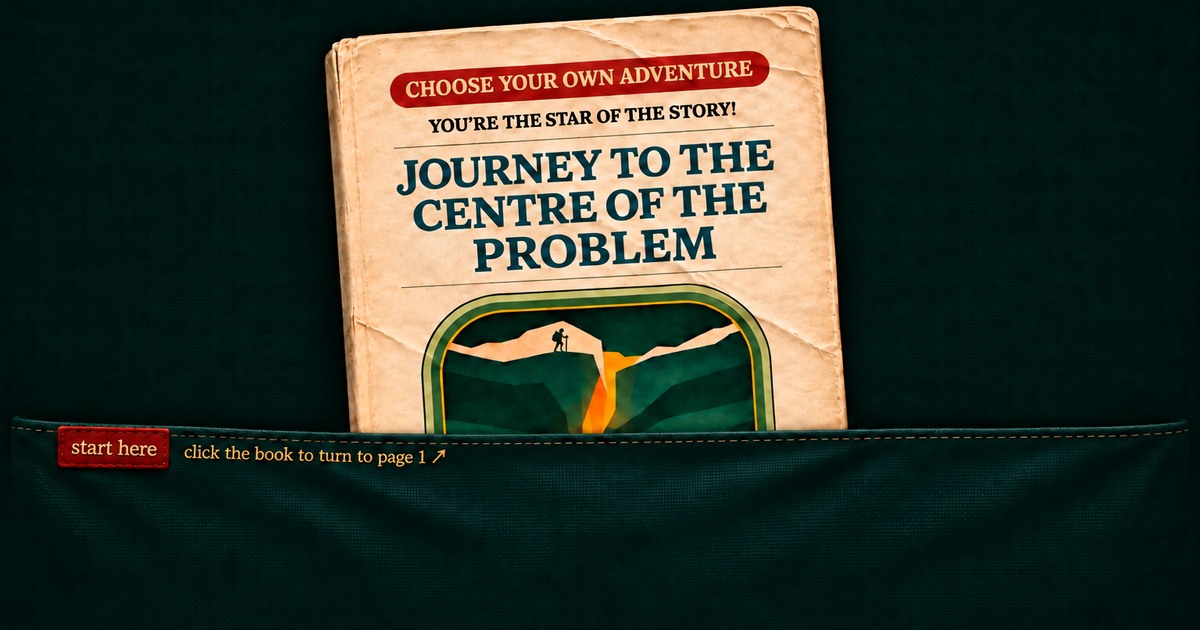 CHOOSE YOUR OWN ADVENTURE
YOU’RE THE STAR OF THE STORY!
JOURNEY TO THE
CENTRE OF THE
PROBLEM
start here
click the book to turn to page 1 ↗